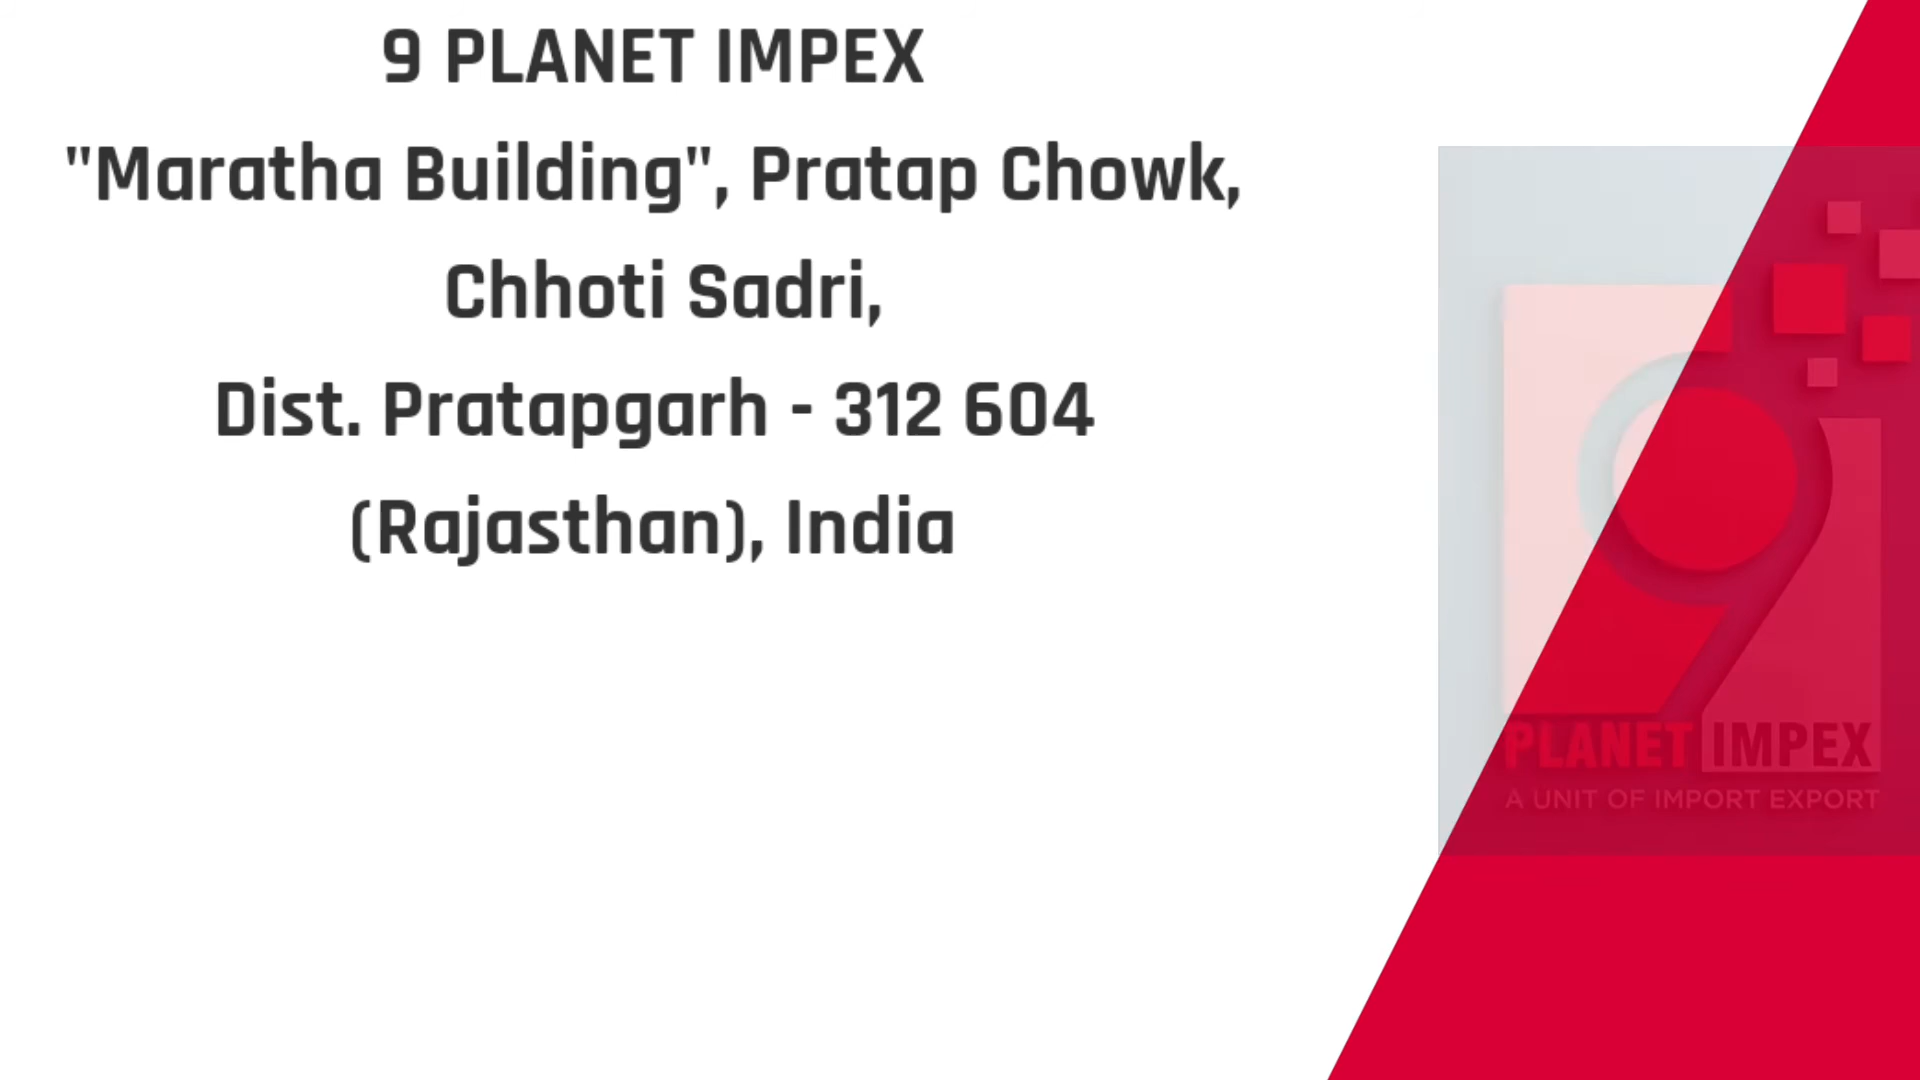 9 PLANET IMPEX
"Maratha Building", Pratap Chowk,
Chhoti Sadri,
Dist. Pratapgarh - 312 604
(Rajasthan), India
9
PLANET IMPEX
A UNIT OF IMPORT EXPORT